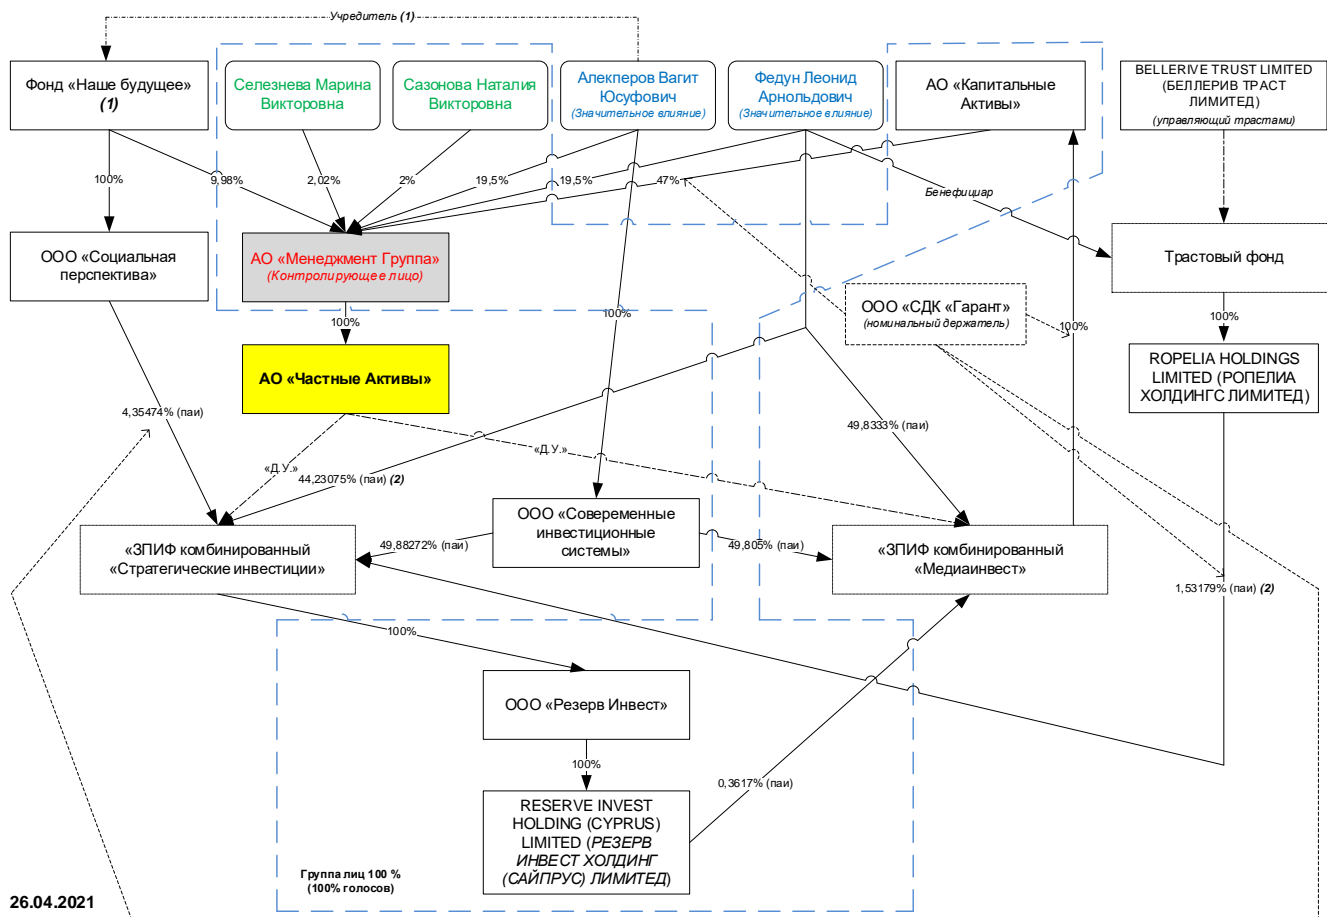 Учредитель (1)
Фонд «Наше будущее»
(1)
Селезнева Марина
Викторовна
Сазонова Наталия
Викторовна
Алекперов Вагит
Юсуфович
(Значительное влияние)
Федун Леонид
Арнольдович
(Значительное влияние)
АО «Капитальные
Активы»
BELLERIVE TRUST LIMITED
(БЕЛЛЕРИВ ТРАСТ
ЛИМИТЕД)
(управляющий трастами)
100%
9,98%
2,02%
2%
19,5%
19,5%
47%
Бенефициар
ООО «Социальная
перспектива»
АО «Менеджмент Группа»
(Контролирующее лицо)
Трастовый фонд
ООО «СДК «Гарант»
(номинальный держатель)
100%
100%
100%
100%
АО «Частные Активы»
ROPELIA HOLDINGS
LIMITED (РОПЕЛИА
ХОЛДИНГС ЛИМИТЕД)
4,35474% (паи)
49,8333% (паи)
«Д.У.»
«Д.У.»
44,23075% (паи) (2)
ООО «Совеременные
инвестиционные
системы»
«ЗПИФ комбинированный
«Стратегические инвестиции»
49,88272% (паи)
49,805% (паи)
«ЗПИФ комбинированный
«Медиаинвест»
1,53179% (паи) (2)
100%
ООО «Резерв Инвест»
100%
0,3617% (паи)
RESERVE INVEST
HOLDING (CYPRUS)
LIMITED (РЕЗЕРВ
ИНВЕСТ ХОЛДИНГ
(САЙПРУС) ЛИМИТЕД)
Группа лиц 100 %
(100% голосов)
26.04.2021